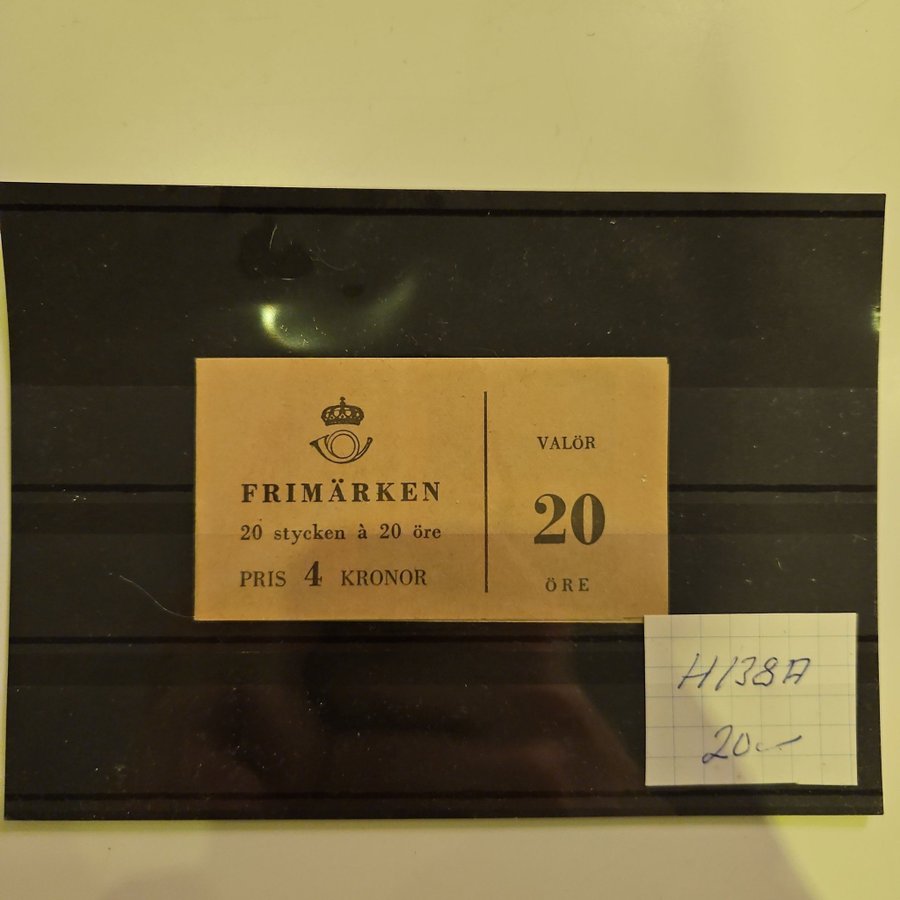 FRIMÄRKEN
20 stycken à 20 öre
PRIS 4 KRONOR
VALÖR
20
ÖRE
H138A
20-